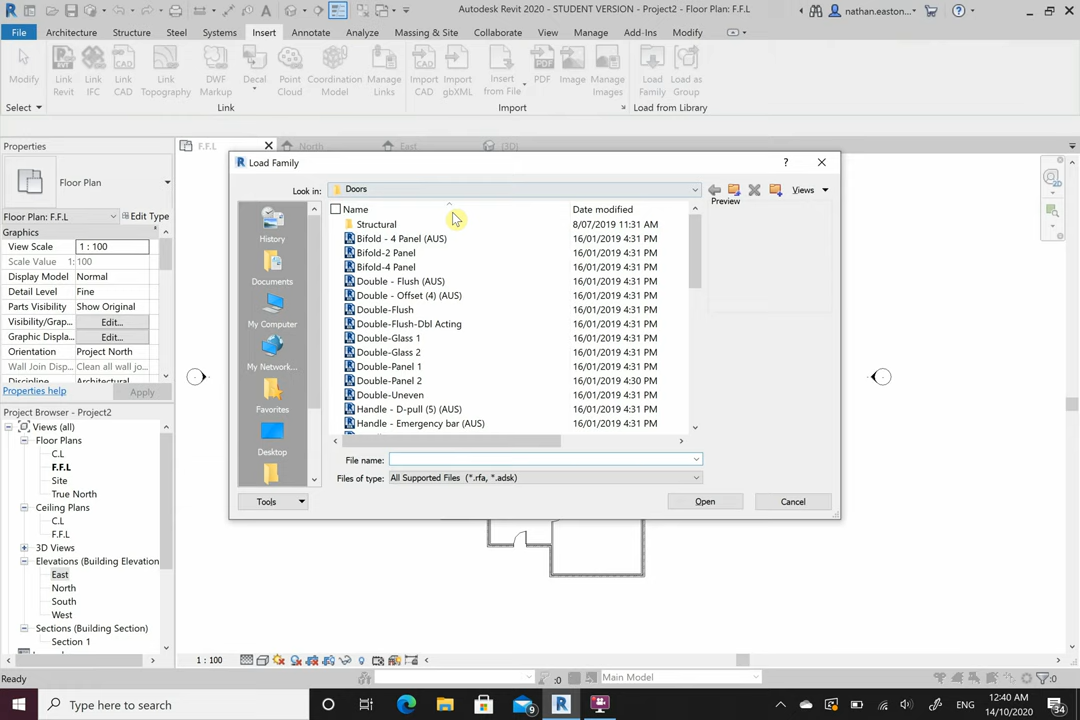 Autodesk Revit 2020 - STUDENT VERSION - Project2 - Floor Plan: F.F.L
nathan.easton...
File Architecture Structure Steel Systems Insert Annotate Analyze Massing & Site Collaborate View Manage Add-Ins Modify
Modify
Link Revit
Link IFC
Link CAD
Link Topography
DWF Markup
Decal
Point Cloud
Coordination Model
Manage Links
Import CAD
Import gbXML
Insert from File
PDF
Image
Manage Images
Load Family
Load as Group
Select
Link
Import
Load from Library
Properties
Floor Plan
Floor Plan: F.F.L
Edit Type
Graphics
View Scale 1 : 100
Scale Value 1: 100
Display Model Normal
Detail Level Fine
Parts Visibility Show Original
Visibility/Grap... Edit...
Graphic Displa... Edit...
Orientation Project North
Wall Join Disp... Clean all wall jo...
Discipline Architectural
Properties help
Apply
Project Browser - Project2
Views (all)
Floor Plans
C.L
F.F.L
Site
True North
Ceiling Plans
C.L
F.F.L
3D Views
Elevations (Building Elevation
East
North
South
West
Sections (Building Section)
Section 1
F.F.L
North
East
{3D}
Load Family
?
Look in: Doors
Views
Name Date modified
Preview
Structural 8/07/2019 11:31 AM
Bifold - 4 Panel (AUS) 16/01/2019 4:31 PM
Bifold-2 Panel 16/01/2019 4:31 PM
Bifold-4 Panel 16/01/2019 4:31 PM
Double - Flush (AUS) 16/01/2019 4:31 PM
Double - Offset (4) (AUS) 16/01/2019 4:31 PM
Double-Flush 16/01/2019 4:31 PM
Double-Flush-Dbl Acting 16/01/2019 4:31 PM
Double-Glass 1 16/01/2019 4:31 PM
Double-Glass 2 16/01/2019 4:31 PM
Double-Panel 1 16/01/2019 4:31 PM
Double-Panel 2 16/01/2019 4:30 PM
Double-Uneven 16/01/2019 4:31 PM
Handle - D-pull (5) (AUS) 16/01/2019 4:31 PM
Handle - Emergency bar (AUS) 16/01/2019 4:31 PM
History
Documents
My Computer
My Network...
Favorites
Desktop
File name:
Files of type: All Supported Files (*.rfa, *.adsk)
Tools
Open
Cancel
1 : 100
Ready
:0
Main Model
:0
Type here to search
9
ENG
12:40 AM
14/10/2020
34